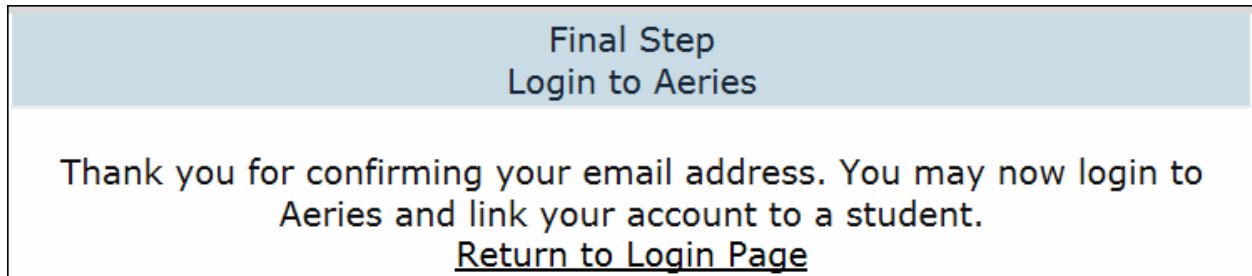 Final Step
Login to Aeries
Thank you for confirming your email address. You may now login to
Aeries and link your account to a student.
Return to Login Page